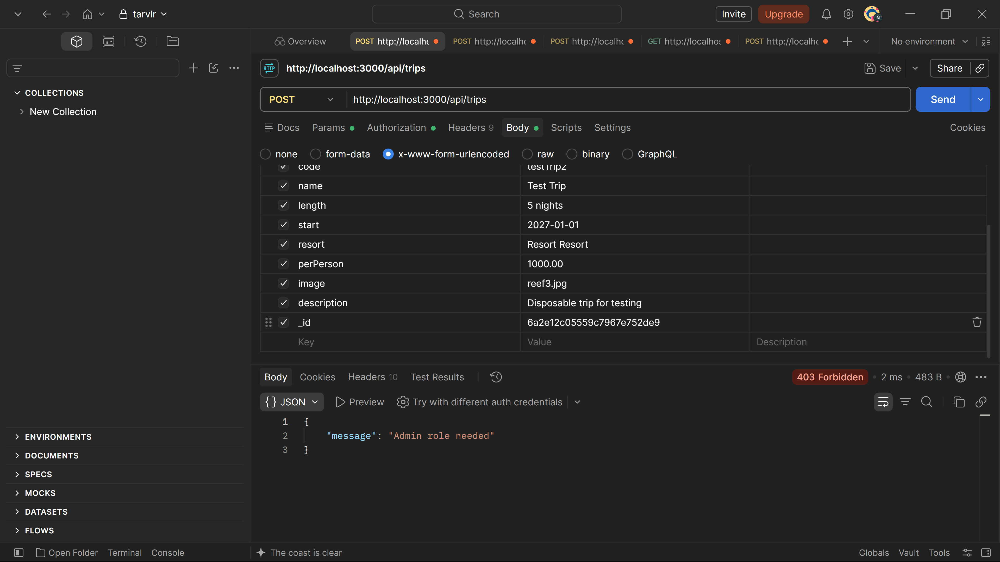 tarvlr
Search
Invite
Upgrade
N
Overview
POST http://localhc
POST http://localhc
POST http://localhc
GET http://localhos
POST http://localhc
No environment
HTTP
http://localhost:3000/api/trips
Save
Share
POST
http://localhost:3000/api/trips
Send
COLLECTIONS
New Collection
Docs
Params
Authorization
Headers 9
Body
Scripts
Settings
Cookies
none
form-data
x-www-form-urlencoded
raw
binary
GraphQL
code testTrip2
name Test Trip
length 5 nights
start 2027-01-01
resort Resort Resort
perPerson 1000.00
image reef3.jpg
description Disposable trip for testing
_id 6a2e12c05559c7967e752de9
Key Value Description
Body
Cookies
Headers 10
Test Results
403 Forbidden
2 ms
483 B
{ } JSON
Preview
Try with different auth credentials
1 {
2 "message": "Admin role needed"
3 }
ENVIRONMENTS
DOCUMENTS
SPECS
MOCKS
DATASETS
FLOWS
Open Folder
Terminal
Console
The coast is clear
Globals
Vault
Tools